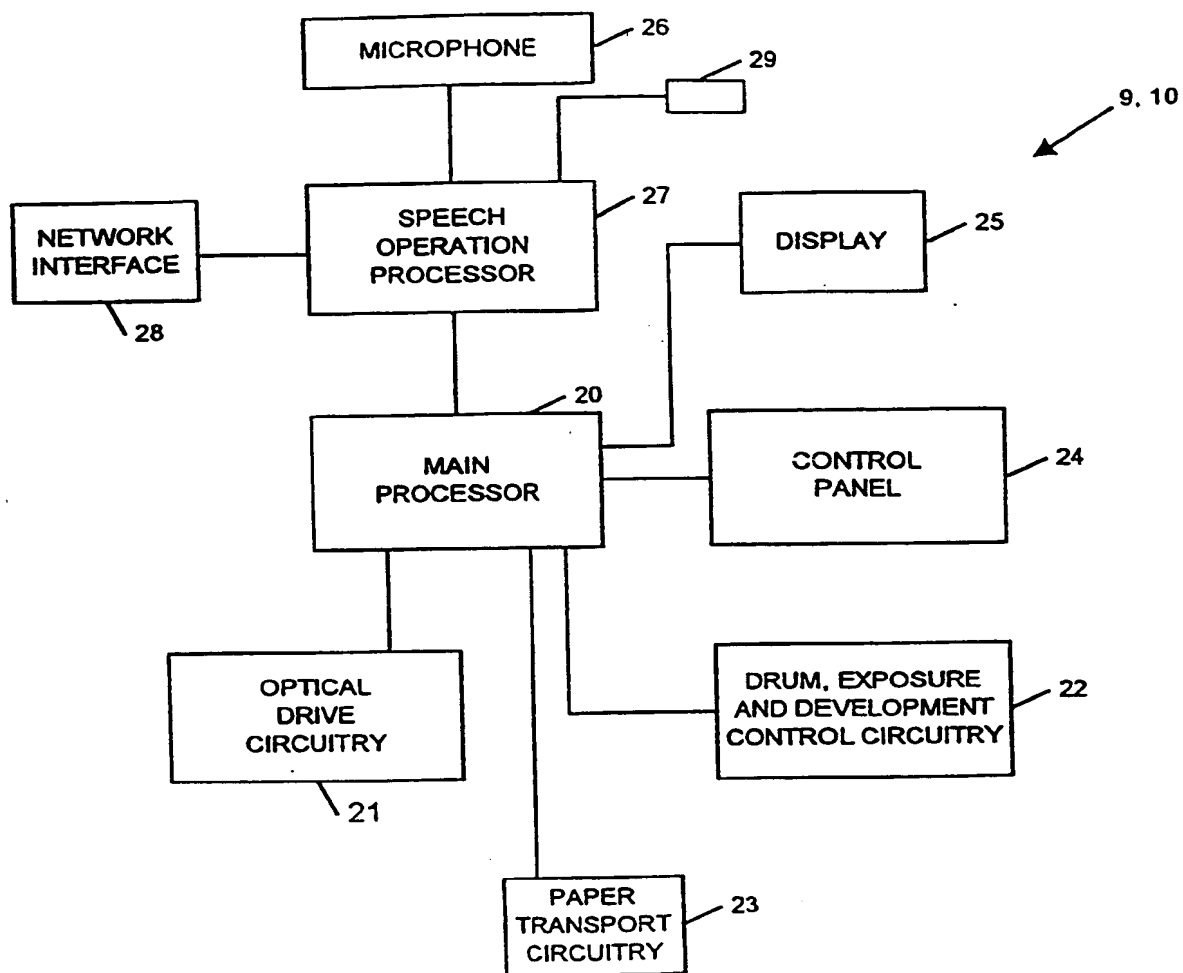 MICROPHONE
26
29
9, 10
SPEECH
OPERATION
PROCESSOR
27
NETWORK
INTERFACE
28
DISPLAY
25
20
MAIN
PROCESSOR
CONTROL
PANEL
24
OPTICAL
DRIVE
CIRCUITRY
21
DRUM, EXPOSURE
AND DEVELOPMENT
CONTROL CIRCUITRY
22
PAPER
TRANSPORT
CIRCUITRY
23